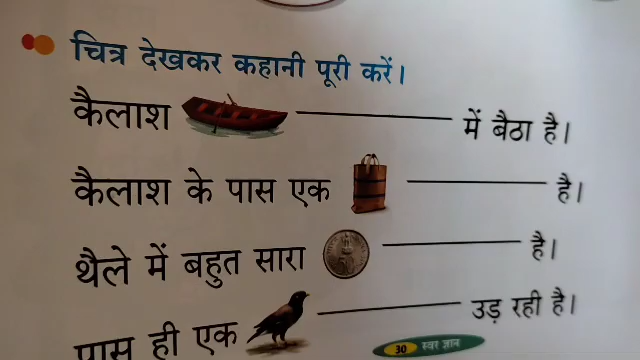 चित्र देखकर कहानी पूरी करें।
कैलाश में बैठा है।
कैलाश के पास एक है।
थैले में बहुत सारा है।
पास ही एक उड़ रही है।
30 स्वर ज्ञान